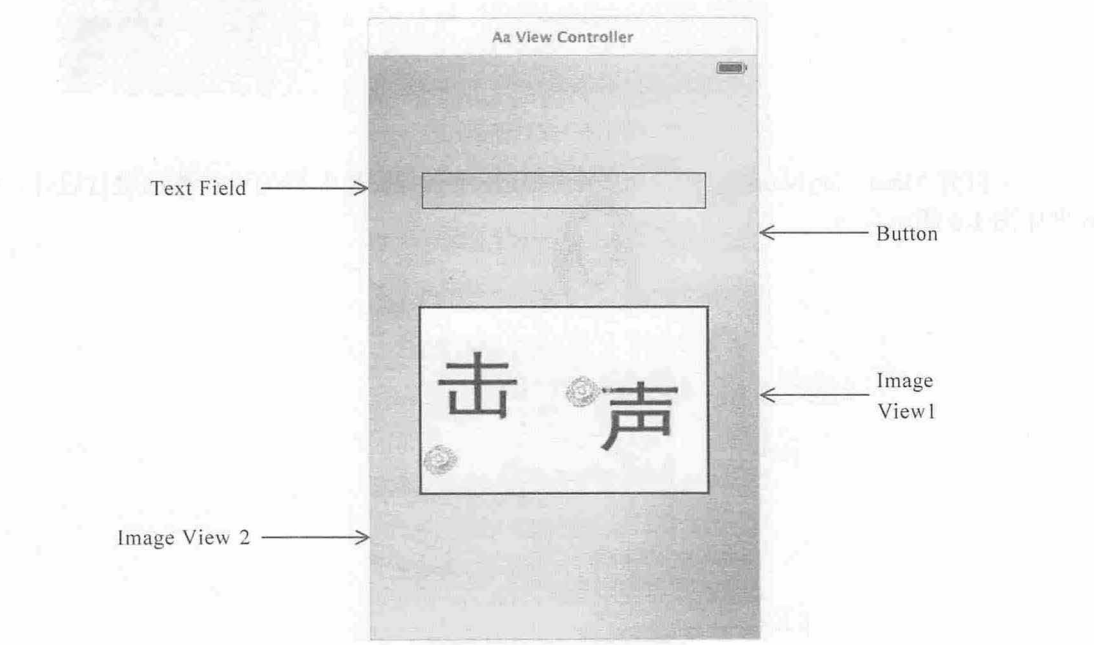 Aa View Controller
Text Field
Button
击
声
Image
View1
Image View 2